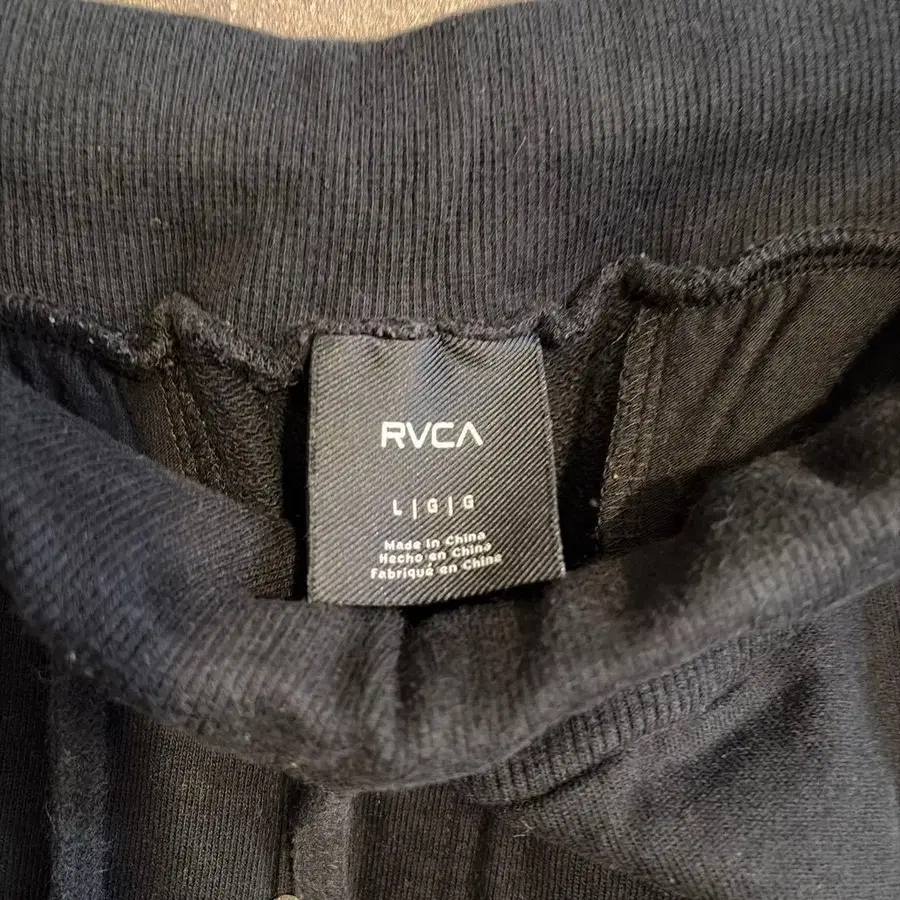 RVCA
L | G | G
Made in China
Hecho en China
Fabriqué en Chine